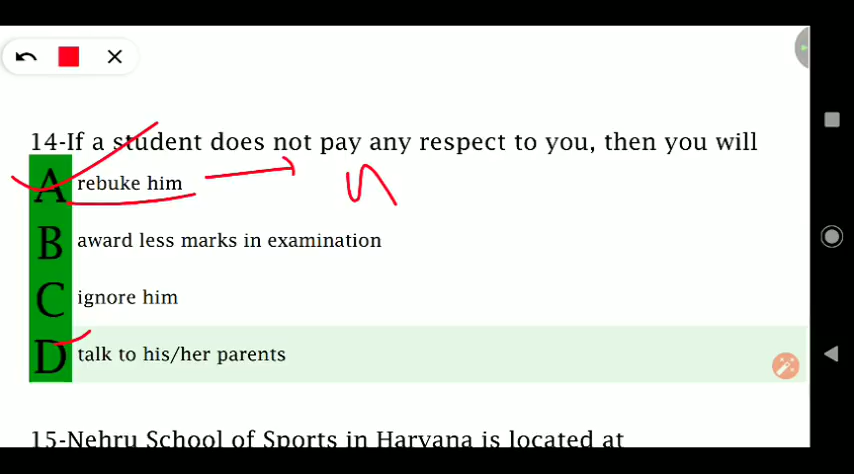 14-If a student does not pay any respect to you, then you will
A rebuke him
B award less marks in examination
C ignore him
D talk to his/her parents
15-Nehru School of Sports in Haryana is located at